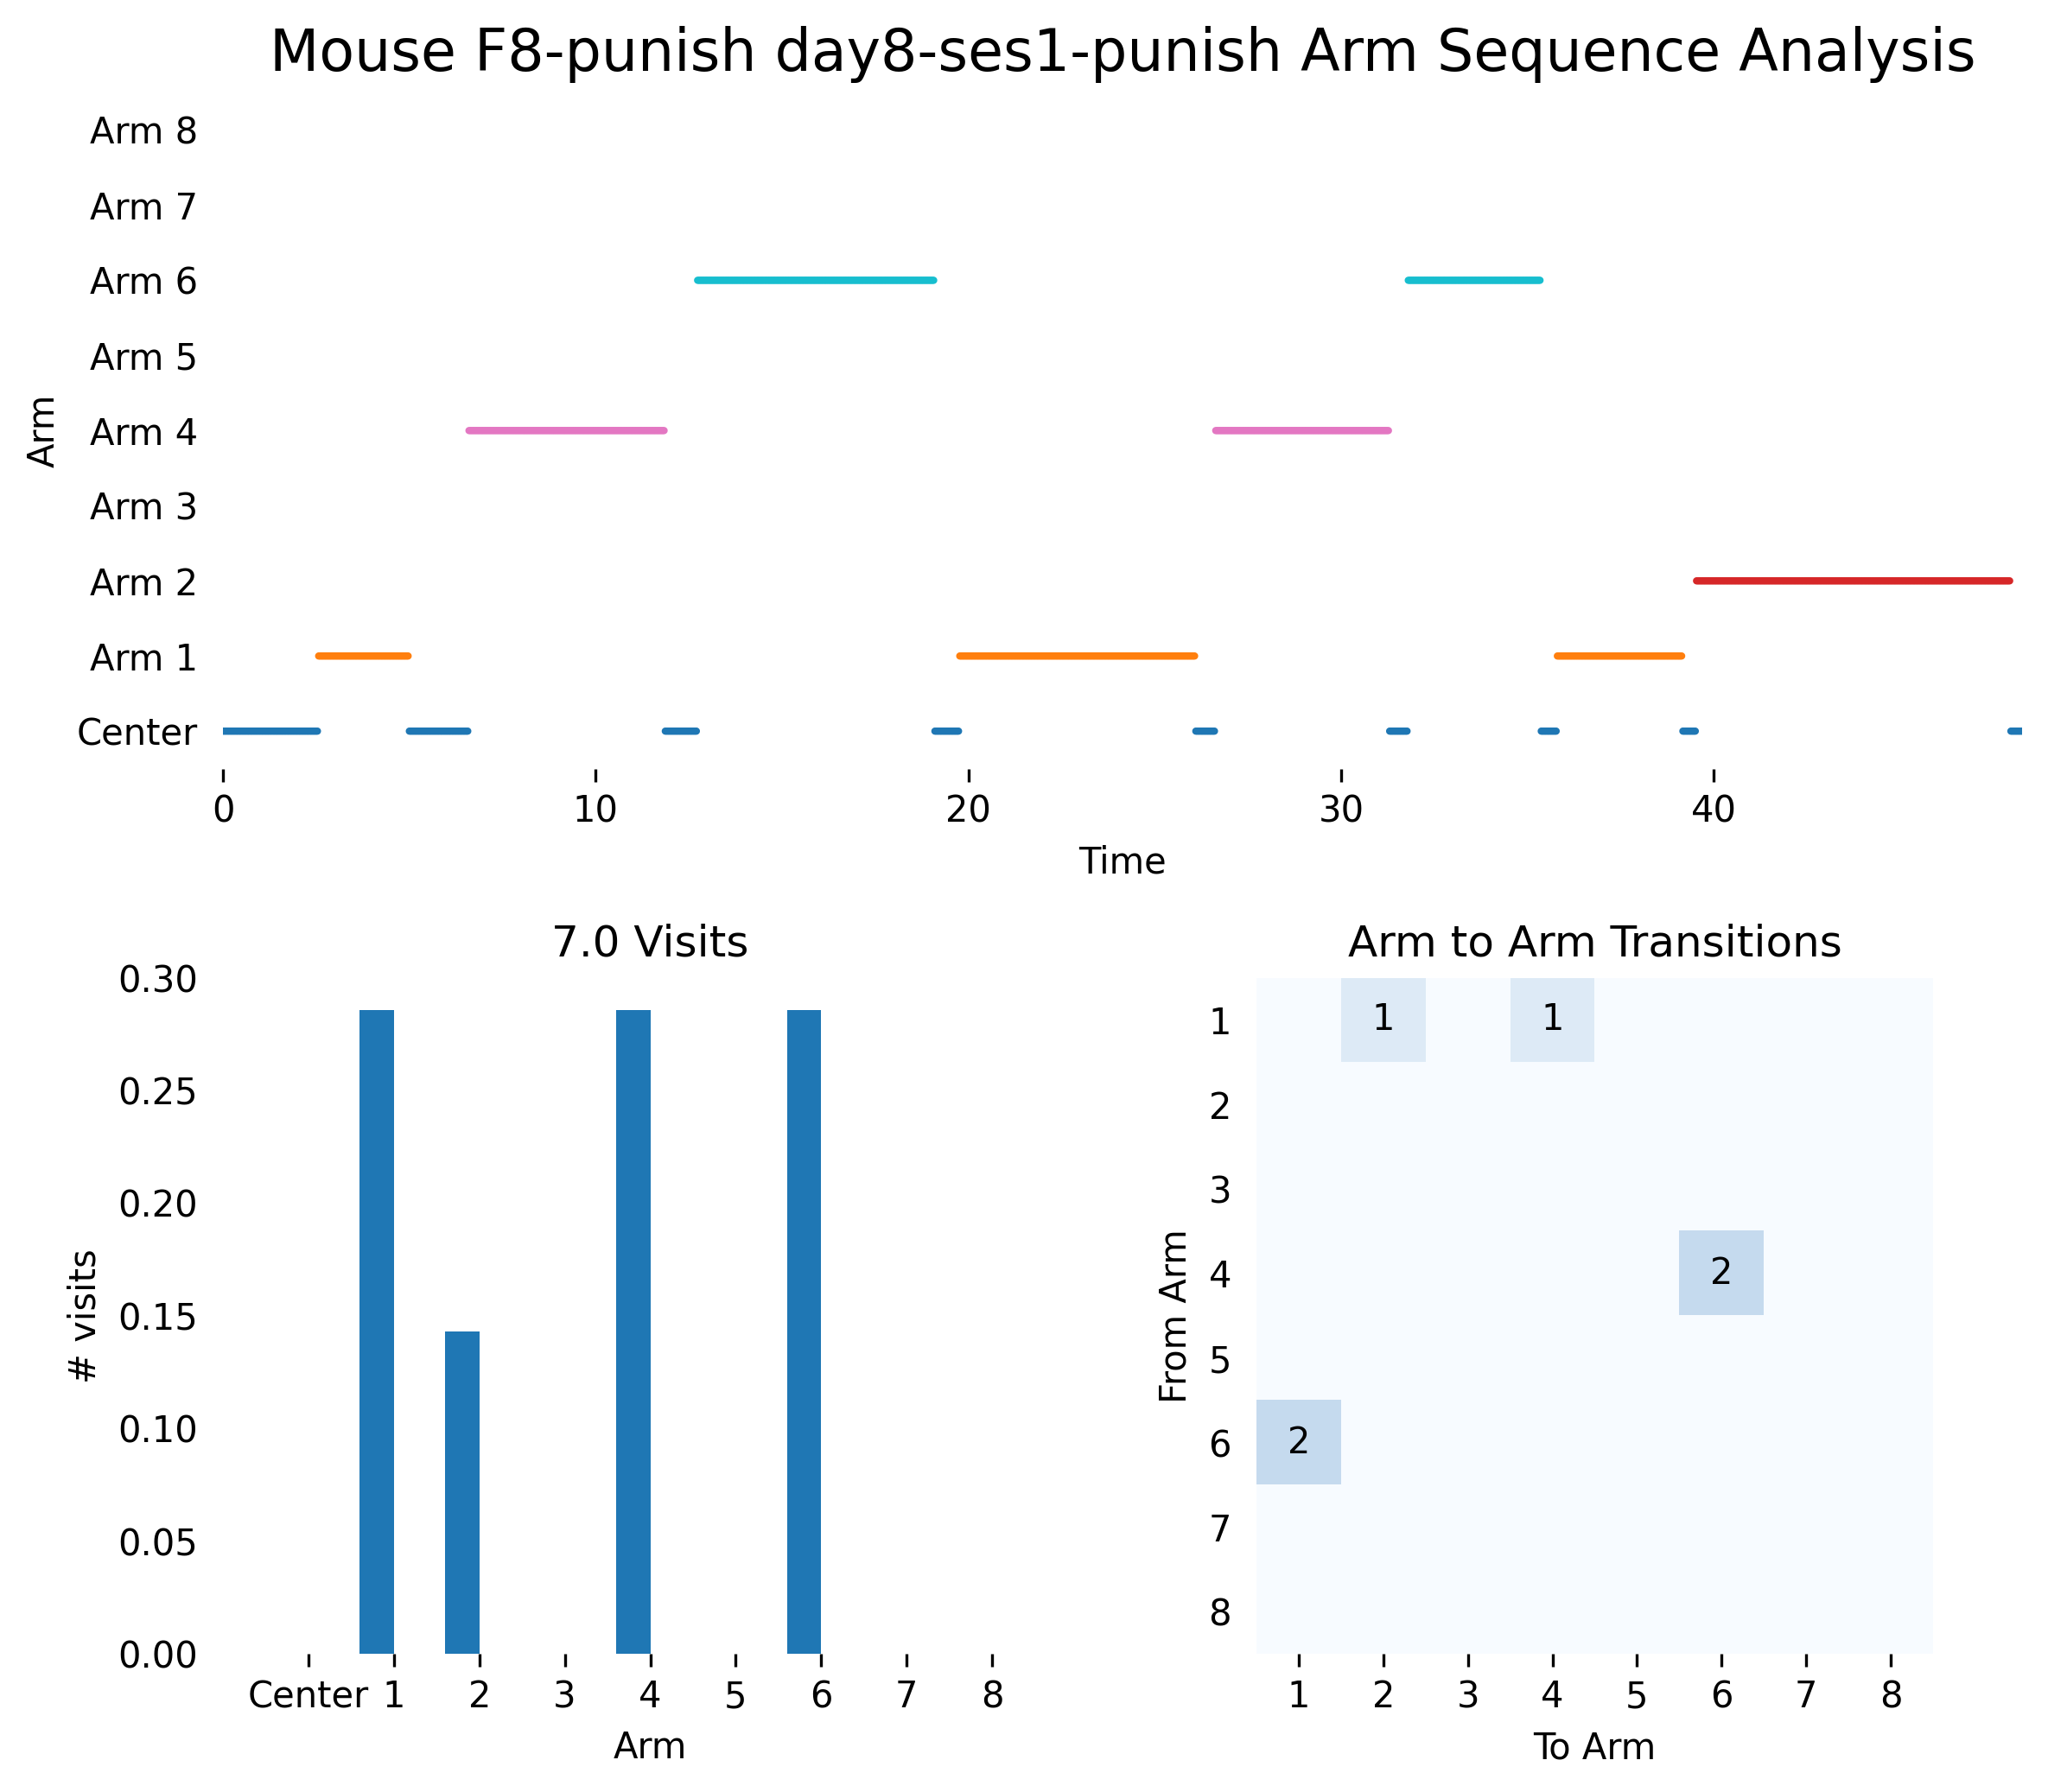 Mouse F8-punish day8-ses1-punish Arm Sequence Analysis
Arm 8
Arm 7
Arm 6
Arm 5
Arm 4
Arm 3
Arm 2
Arm 1
Center
Arm
0 10 20 30 40
Time
7.0 Visits
0.30
0.25
0.20
0.15
0.10
0.05
0.00
# visits
Center 1 2 3 4 5 6 7 8
Arm
Arm to Arm Transitions
1 1 1
2
3
4 2
5
6 2
7
8
From Arm
1 2 3 4 5 6 7 8
To Arm